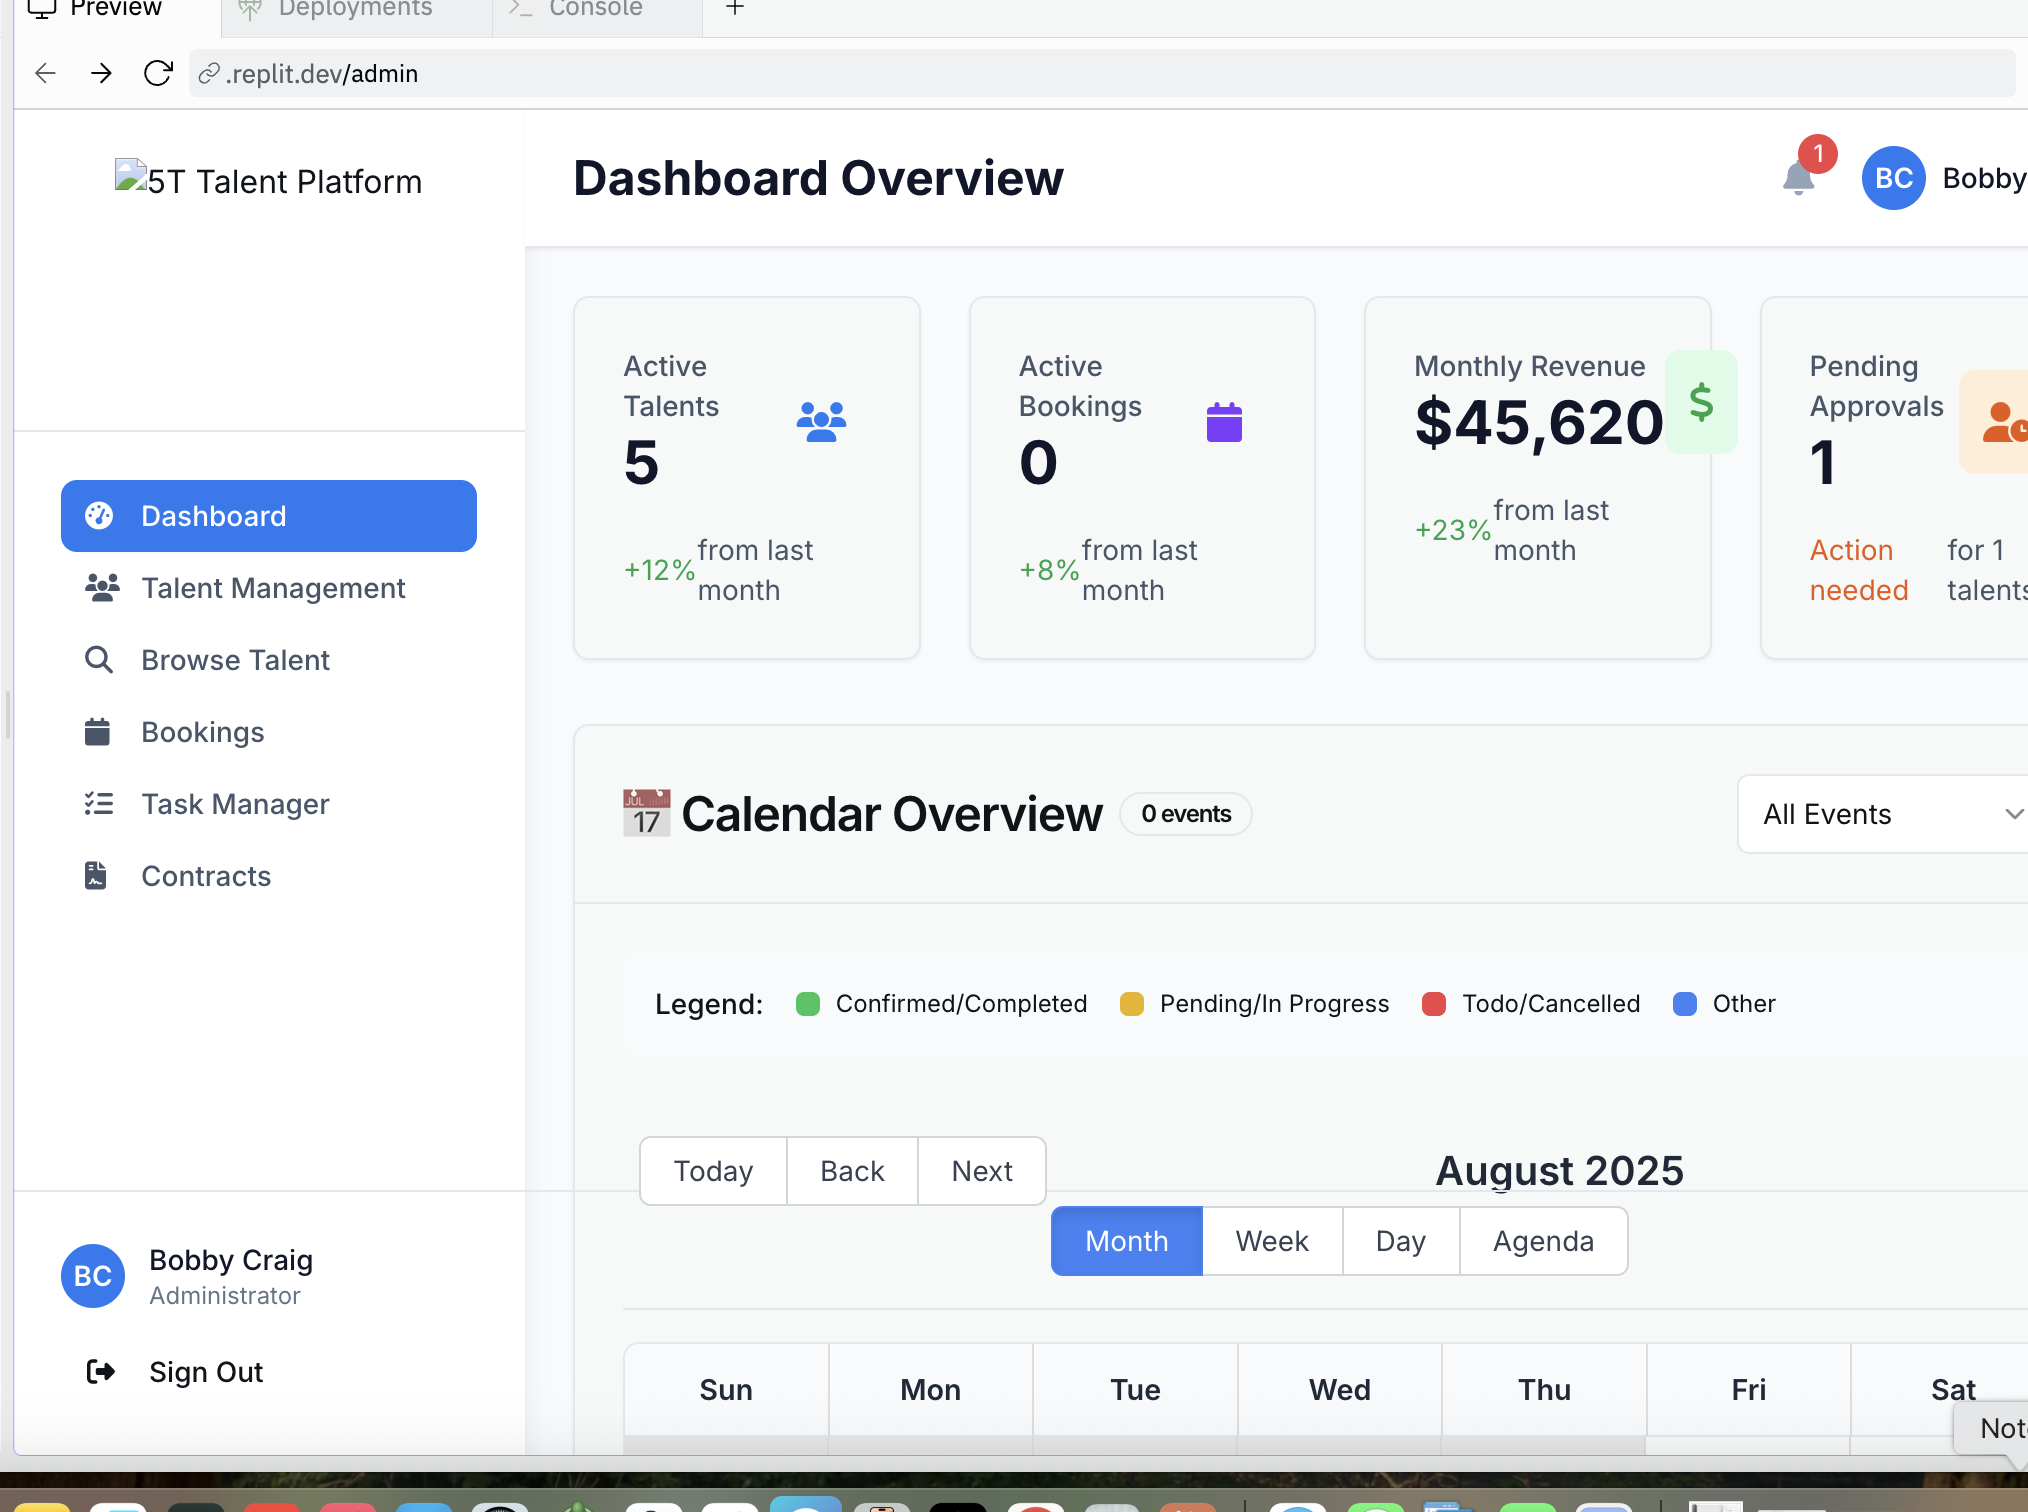 Preview
Deployments
Console
.replit.dev/admin
5T Talent Platform
Dashboard Overview
1
BC
Bobby
Active
Talents
5
+12%
from last
month
Active
Bookings
0
+8%
from last
month
Monthly Revenue
$45,620
$
+23%
from last
month
Pending
Approvals
1
Action
needed
for 1
talents
Dashboard
Talent Management
Browse Talent
Bookings
Task Manager
Contracts
JUL
17
Calendar Overview
0 events
All Events
Legend:
Confirmed/Completed
Pending/In Progress
Todo/Cancelled
Other
Today
Back
Next
August 2025
Month
Week
Day
Agenda
BC
Bobby Craig
Administrator
Sign Out
Sun
Mon
Tue
Wed
Thu
Fri
Sat